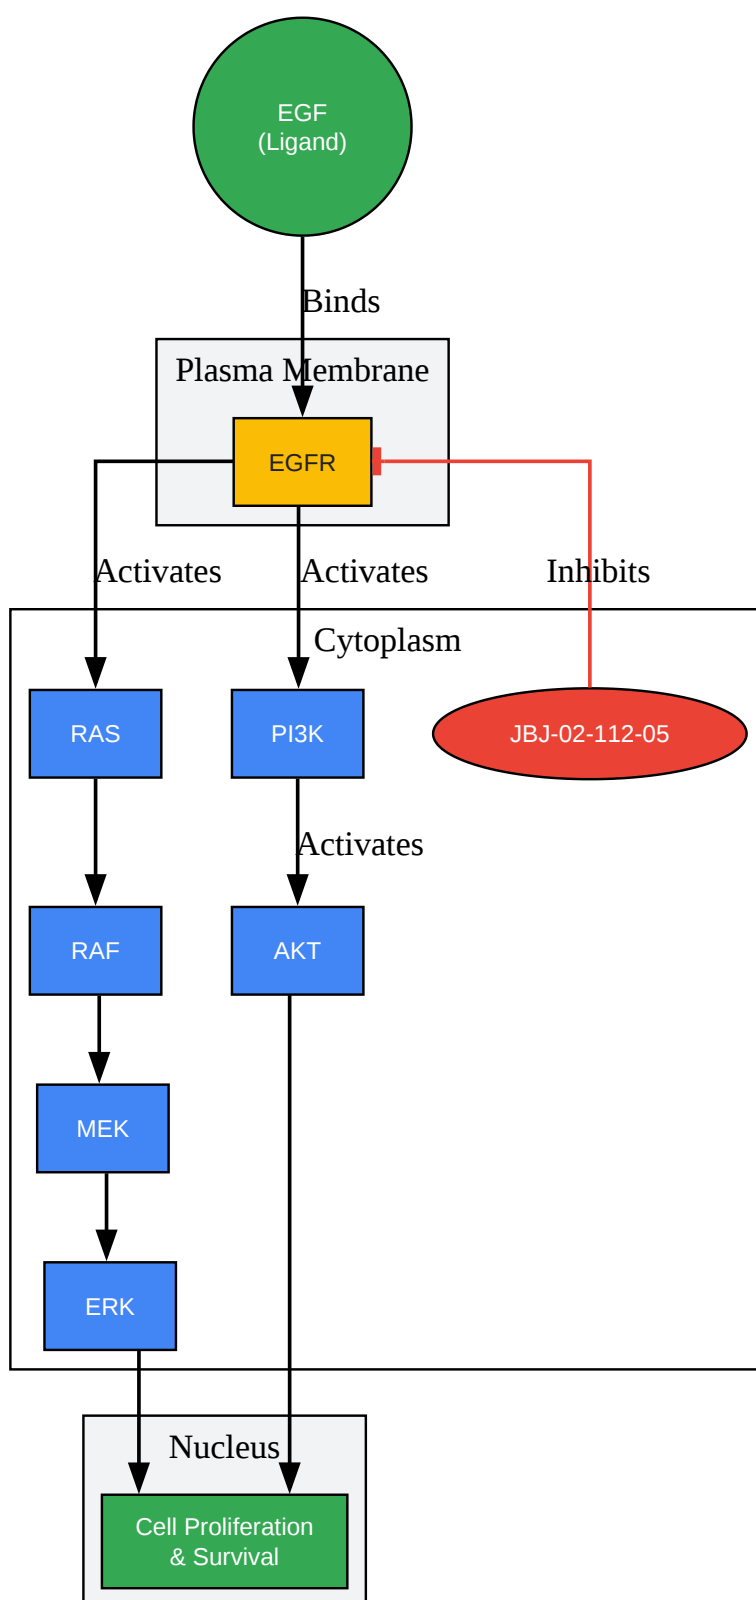 EGF
(Ligand)
Binds
Plasma Membrane
EGFR
Activates
Activates
Inhibits
Cytoplasm
RAS
PI3K
JBJ-02-112-05
Activates
RAF
AKT
MEK
ERK
Nucleus
Cell Proliferation
& Survival